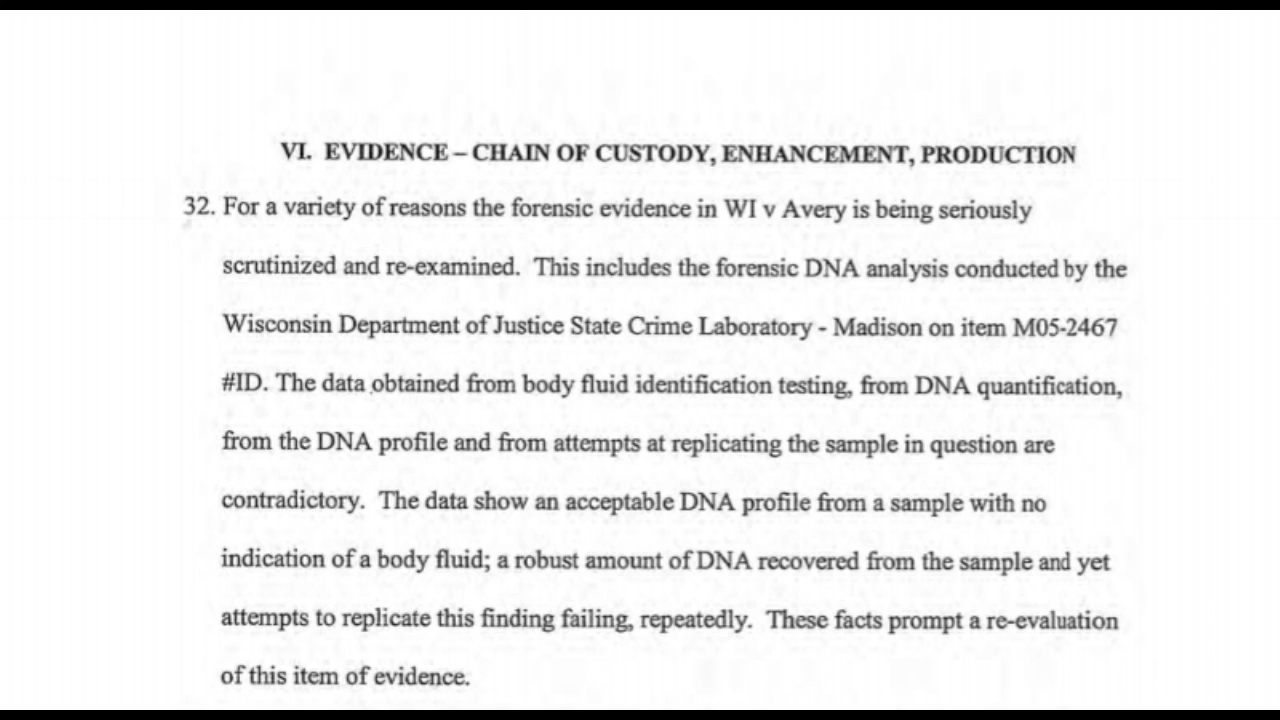 VI. EVIDENCE – CHAIN OF CUSTODY, ENHANCEMENT, PRODUCTION
32. For a variety of reasons the forensic evidence in WI v Avery is being seriously
scrutinized and re-examined. This includes the forensic DNA analysis conducted by the
Wisconsin Department of Justice State Crime Laboratory - Madison on item M05-2467
#ID. The data obtained from body fluid identification testing, from DNA quantification,
from the DNA profile and from attempts at replicating the sample in question are
contradictory. The data show an acceptable DNA profile from a sample with no
indication of a body fluid; a robust amount of DNA recovered from the sample and yet
attempts to replicate this finding failing, repeatedly. These facts prompt a re-evaluation
of this item of evidence.